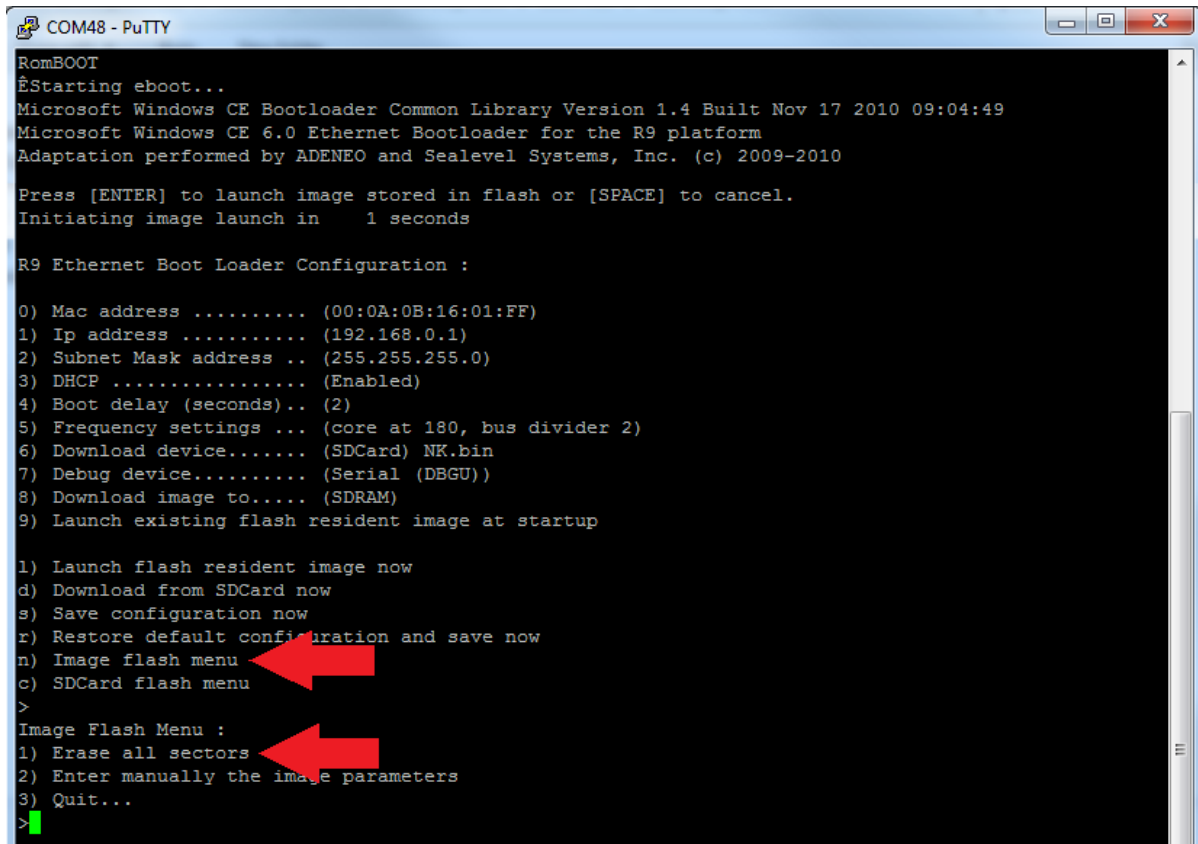 COM48 - PuTTY
RomBOOT
ÊStarting eboot...
Microsoft Windows CE Bootloader Common Library Version 1.4 Built Nov 17 2010 09:04:49
Microsoft Windows CE 6.0 Ethernet Bootloader for the R9 platform
Adaptation performed by ADENEO and Sealevel Systems, Inc. (c) 2009-2010
Press [ENTER] to launch image stored in flash or [SPACE] to cancel.
Initiating image launch in    1 seconds
R9 Ethernet Boot Loader Configuration :
0) Mac address .......... (00:0A:0B:16:01:FF)
1) Ip address ........... (192.168.0.1)
2) Subnet Mask address .. (255.255.255.0)
3) DHCP ................. (Enabled)
4) Boot delay (seconds).. (2)
5) Frequency settings ... (core at 180, bus divider 2)
6) Download device....... (SDCard) NK.bin
7) Debug device.......... (Serial (DBGU))
8) Download image to..... (SDRAM)
9) Launch existing flash resident image at startup
l) Launch flash resident image now
d) Download from SDCard now
s) Save configuration now
r) Restore default configuration and save now
n) Image flash menu
c) SDCard flash menu
>
Image Flash Menu :
1) Erase all sectors
2) Enter manually the image parameters
3) Quit...
>